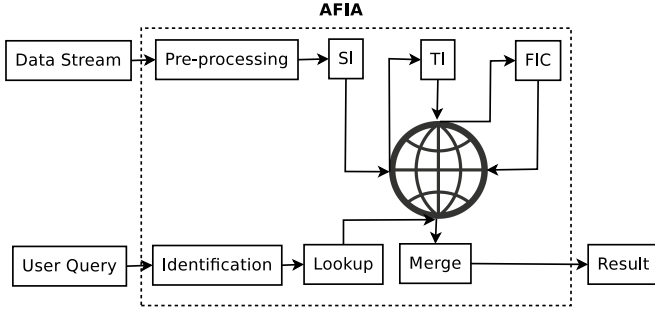 AFIA
Data Stream
Pre-processing
SI
TI
FIC
User Query
Identification
Lookup
Merge
Result